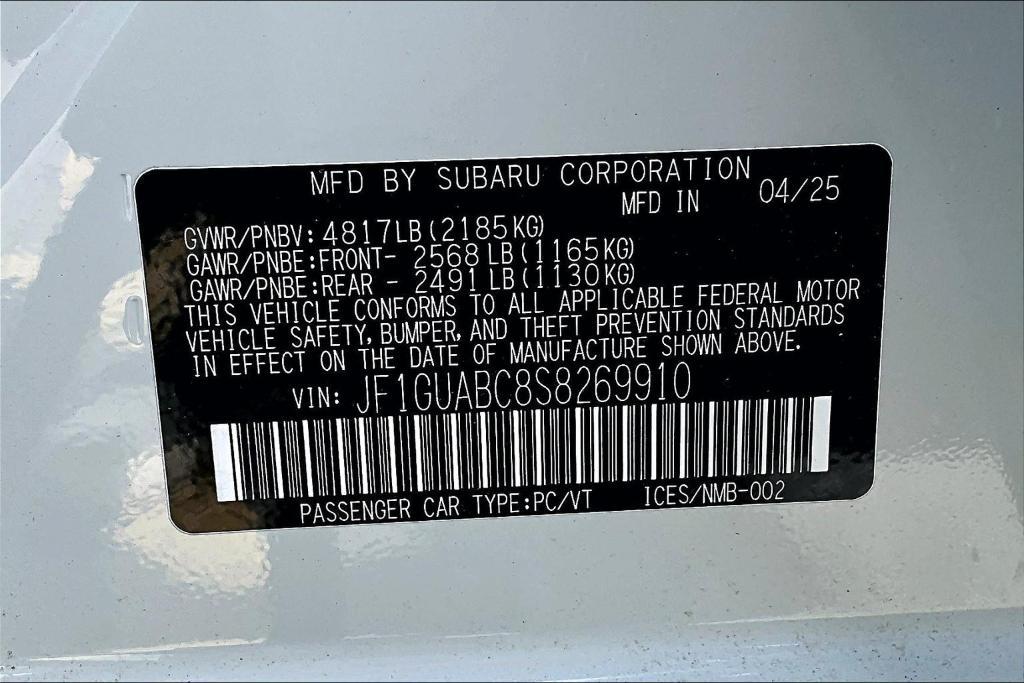 MFD BY SUBARU CORPORATION
MFD IN 04/25
GVWR/PNBV: 4817LB(2185KG)
GAWR/PNBE:FRONT- 2568 LB(1165KG)
GAWR/PNBE:REAR - 2491 LB(1130KG)
THIS VEHICLE CONFORMS TO ALL APPLICABLE FEDERAL MOTOR
VEHICLE SAFETY, BUMPER, AND THEFT PREVENTION STANDARDS
IN EFFECT ON THE DATE OF MANUFACTURE SHOWN ABOVE.
VIN: JF1GUABC8S8269910
PASSENGER CAR TYPE:PC/VT ICES/NMB-002